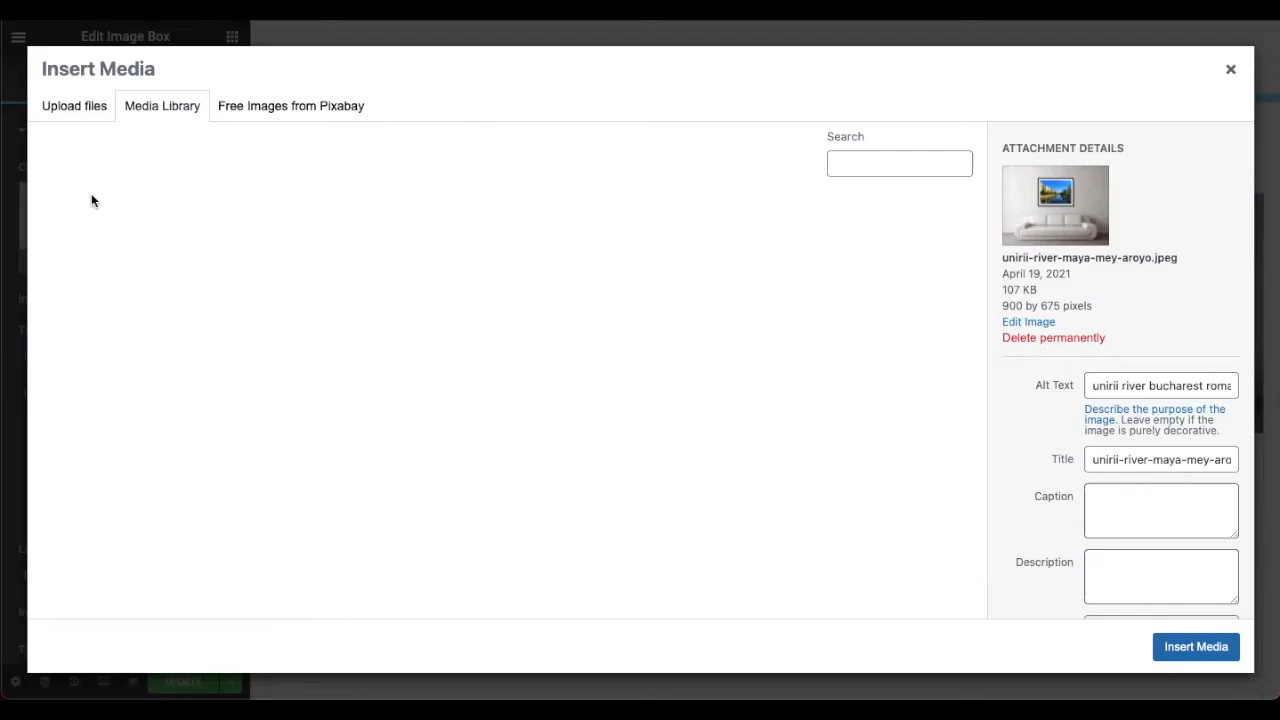 Edit Image Box
Insert Media
Upload files
Media Library
Free Images from Pixabay
Search
ATTACHMENT DETAILS
unirii-river-maya-mey-aroyo.jpeg
April 19, 2021
107 KB
900 by 675 pixels
Edit Image
Delete permanently
Alt Text
unirii river bucharest roma
Describe the purpose of the
image. Leave empty if the
image is purely decorative.
Title
unirii-river-maya-mey-aro
Caption
Description
Insert Media
UPDATE